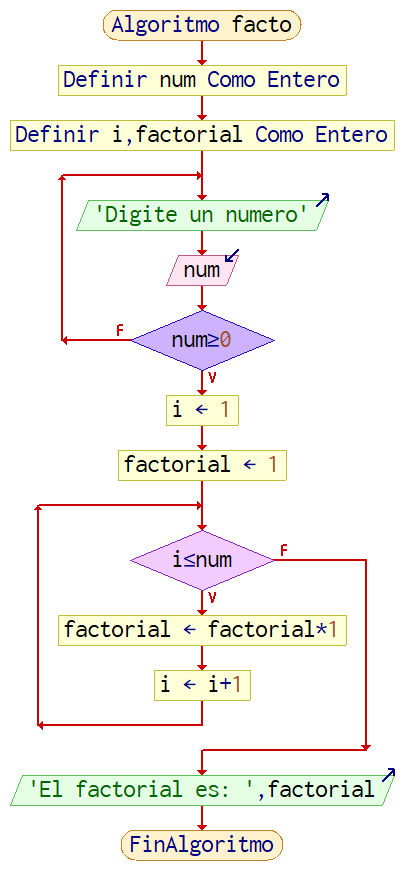 Algoritmo facto
Definir num Como Entero
Definir i,factorial Como Entero
'Digite un numero'
num
num≥0
F
V
i ← 1
factorial ← 1
i≤num
F
V
factorial ← factorial*1
i ← i+1
'El factorial es: ',factorial
FinAlgoritmo